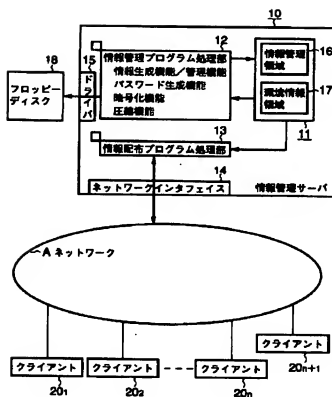 10
18
フロッピー
ディスク
15
ドライバ
12
情報管理プログラム処理部
情報生成機能/管理機能
パスワード生成機能
暗号化機能
圧縮機能
情報管理
領域
16
環境情報
領域
17
11
13
情報配布プログラム処理部
14
ネットワークインタフェイス
情報管理サーバ
A ネットワーク
クライアント
20₁
クライアント
20₂
クライアント
20n
クライアント
20n+1